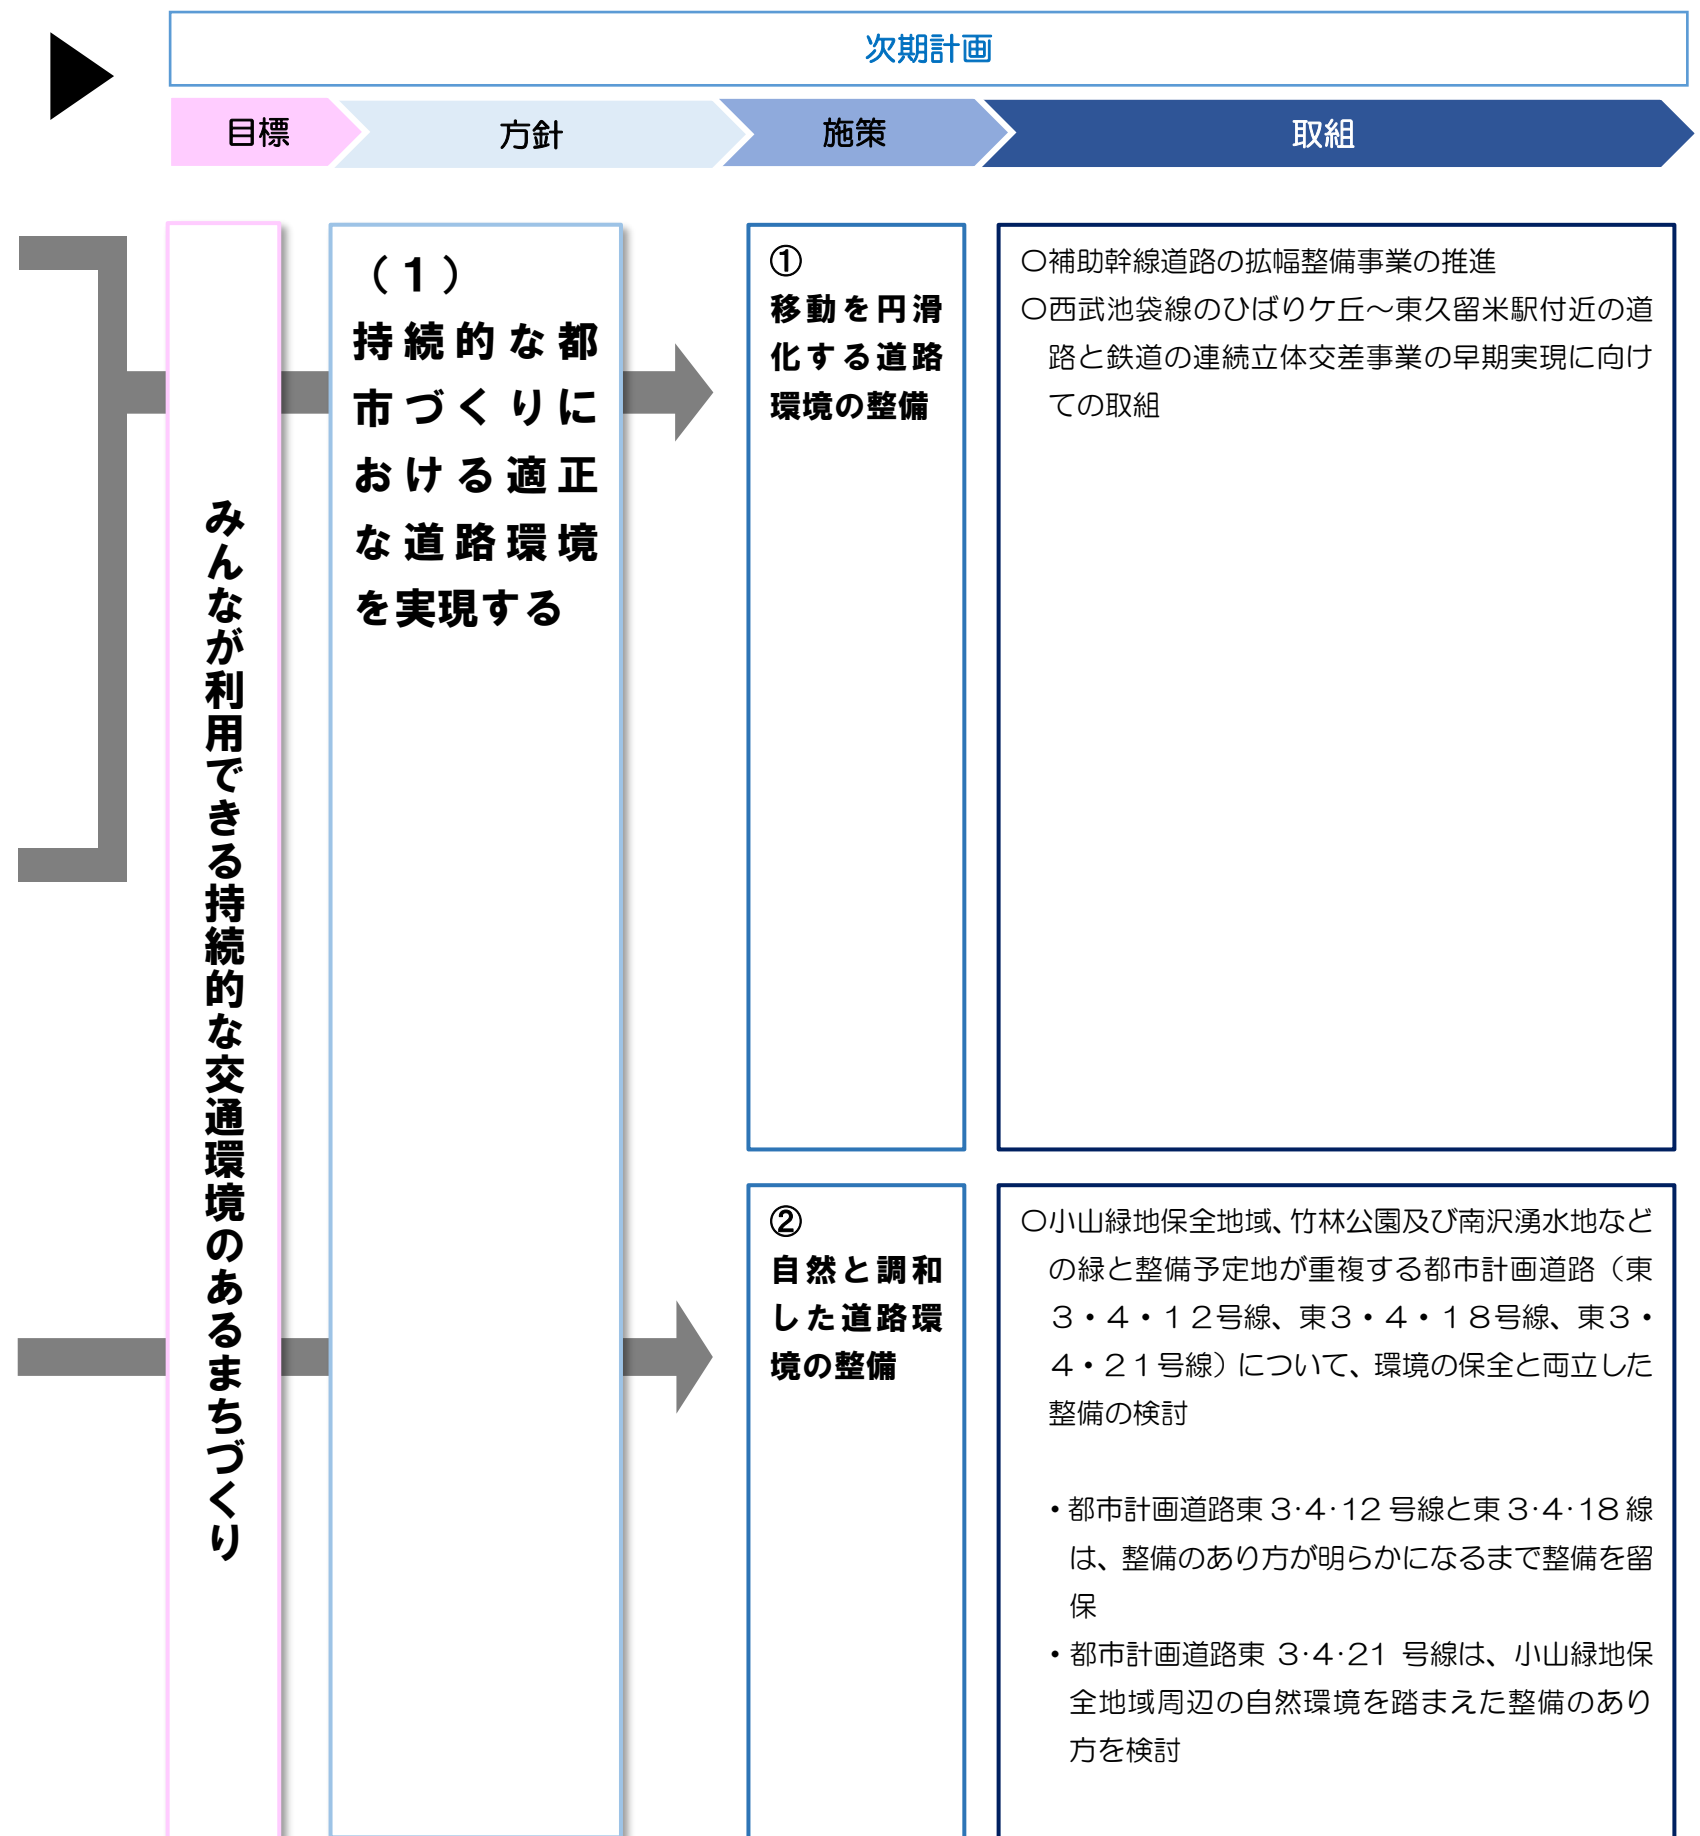 次期計画
目標
方針
施策
取組
みんなが利用できる持続的な交通環境のあるまちづくり
（１）
持続的な都
市づくりに
おける適正
な道路環境
を実現する
①
移動を円滑
化する道路
環境の整備
〇補助幹線道路の拡幅整備事業の推進
〇西武池袋線のひばりケ丘～東久留米駅付近の道
路と鉄道の連続立体交差事業の早期実現に向け
ての取組
②
自然と調和
した道路環
境の整備
〇小山緑地保全地域、竹林公園及び南沢湧水地など
の緑と整備予定地が重複する都市計画道路（東
３・４・１２号線、東３・４・１８号線、東３・
４・２１号線）について、環境の保全と両立した
整備の検討
・都市計画道路東 3・4・12 号線と東 3・4・18 線
は、整備のあり方が明らかになるまで整備を留
保
・都市計画道路東 3・4・21 号線は、小山緑地保
全地域周辺の自然環境を踏まえた整備のあり
方を検討